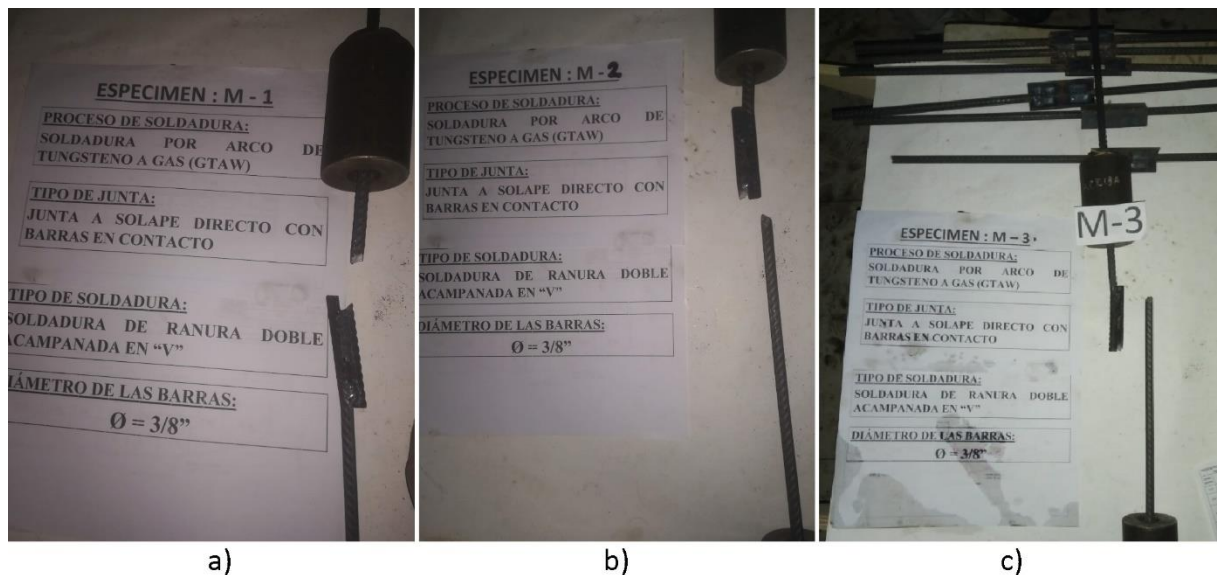 ESPECIMEN : M - 1
PROCESO DE SOLDADURA:
SOLDADURA POR ARCO DE
TUNGSTENO A GAS (GTAW)
TIPO DE JUNTA:
JUNTA A SOLAPE DIRECTO CON
BARRAS EN CONTACTO
TIPO DE SOLDADURA:
SOLDADURA DE RANURA DOBLE
ACAMPANADA EN “V”
DIÁMETRO DE LAS BARRAS:
Ø = 3/8”
a)
ESPECIMEN : M - 2
PROCESO DE SOLDADURA:
SOLDADURA POR ARCO DE
TUNGSTENO A GAS (GTAW)
TIPO DE JUNTA:
JUNTA A SOLAPE DIRECTO CON
BARRAS EN CONTACTO
TIPO DE SOLDADURA:
SOLDADURA DE RANURA DOBLE
ACAMPANADA EN “V”
DIÁMETRO DE LAS BARRAS:
Ø = 3/8”
b)
M-3
ESPECIMEN : M – 3.
PROCESO DE SOLDADURA:
SOLDADURA POR ARCO DE
TUNGSTENO A GAS (GTAW)
TIPO DE JUNTA:
JUNTA A SOLAPE DIRECTO CON
BARRAS EN CONTACTO
TIPO DE SOLDADURA:
SOLDADURA DE RANURA DOBLE
ACAMPANADA EN “V”
DIÁMETRO DE LAS BARRAS:
Ø = 3/8”
c)